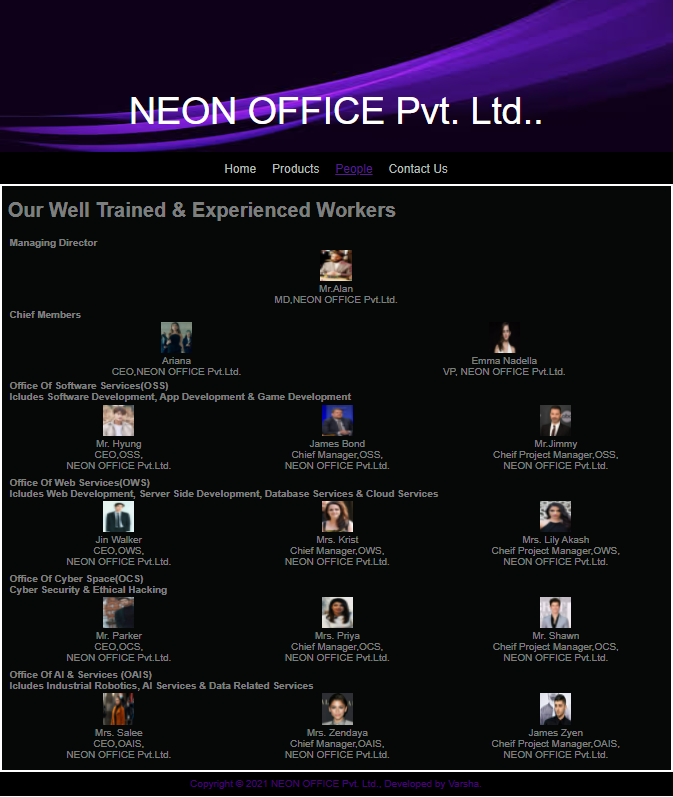 NEON OFFICE Pvt. Ltd..
Home Products People Contact Us
Our Well Trained & Experienced Workers
Managing Director
Mr.Alan
MD,NEON OFFICE Pvt.Ltd.
Chief Members
Ariana Emma Nadella
CEO,NEON OFFICE Pvt.Ltd. VP, NEON OFFICE Pvt.Ltd.
Office Of Software Services(OSS)
Icludes Software Development, App Development & Game Development
Mr. Hyung James Bond Mr.Jimmy
CEO,OSS, Chief Manager,OSS, Cheif Project Manager,OSS,
NEON OFFICE Pvt.Ltd. NEON OFFICE Pvt.Ltd. NEON OFFICE Pvt.Ltd.
Office Of Web Services(OWS)
Icludes Web Development, Server Side Development, Database Services & Cloud Services
Jin Walker Mrs. Krist Mrs. Lily Akash
CEO,OWS, Chief Manager,OWS, Cheif Project Manager,OWS,
NEON OFFICE Pvt.Ltd. NEON OFFICE Pvt.Ltd. NEON OFFICE Pvt.Ltd.
Office Of Cyber Space(OCS)
Cyber Security & Ethical Hacking
Mr. Parker Mrs. Priya Mr. Shawn
CEO,OCS, Chief Manager,OCS, Cheif Project Manager,OCS,
NEON OFFICE Pvt.Ltd. NEON OFFICE Pvt.Ltd. NEON OFFICE Pvt.Ltd.
Office Of AI & Services (OAIS)
Icludes Industrial Robotics, AI Services & Data Related Services
Mrs. Salee Mrs. Zendaya James Zyen
CEO,OAIS, Chief Manager,OAIS, Cheif Project Manager,OAIS,
NEON OFFICE Pvt.Ltd. NEON OFFICE Pvt.Ltd. NEON OFFICE Pvt.Ltd.
Copyright © 2021 NEON OFFICE Pvt. Ltd., Developed by Varsha.